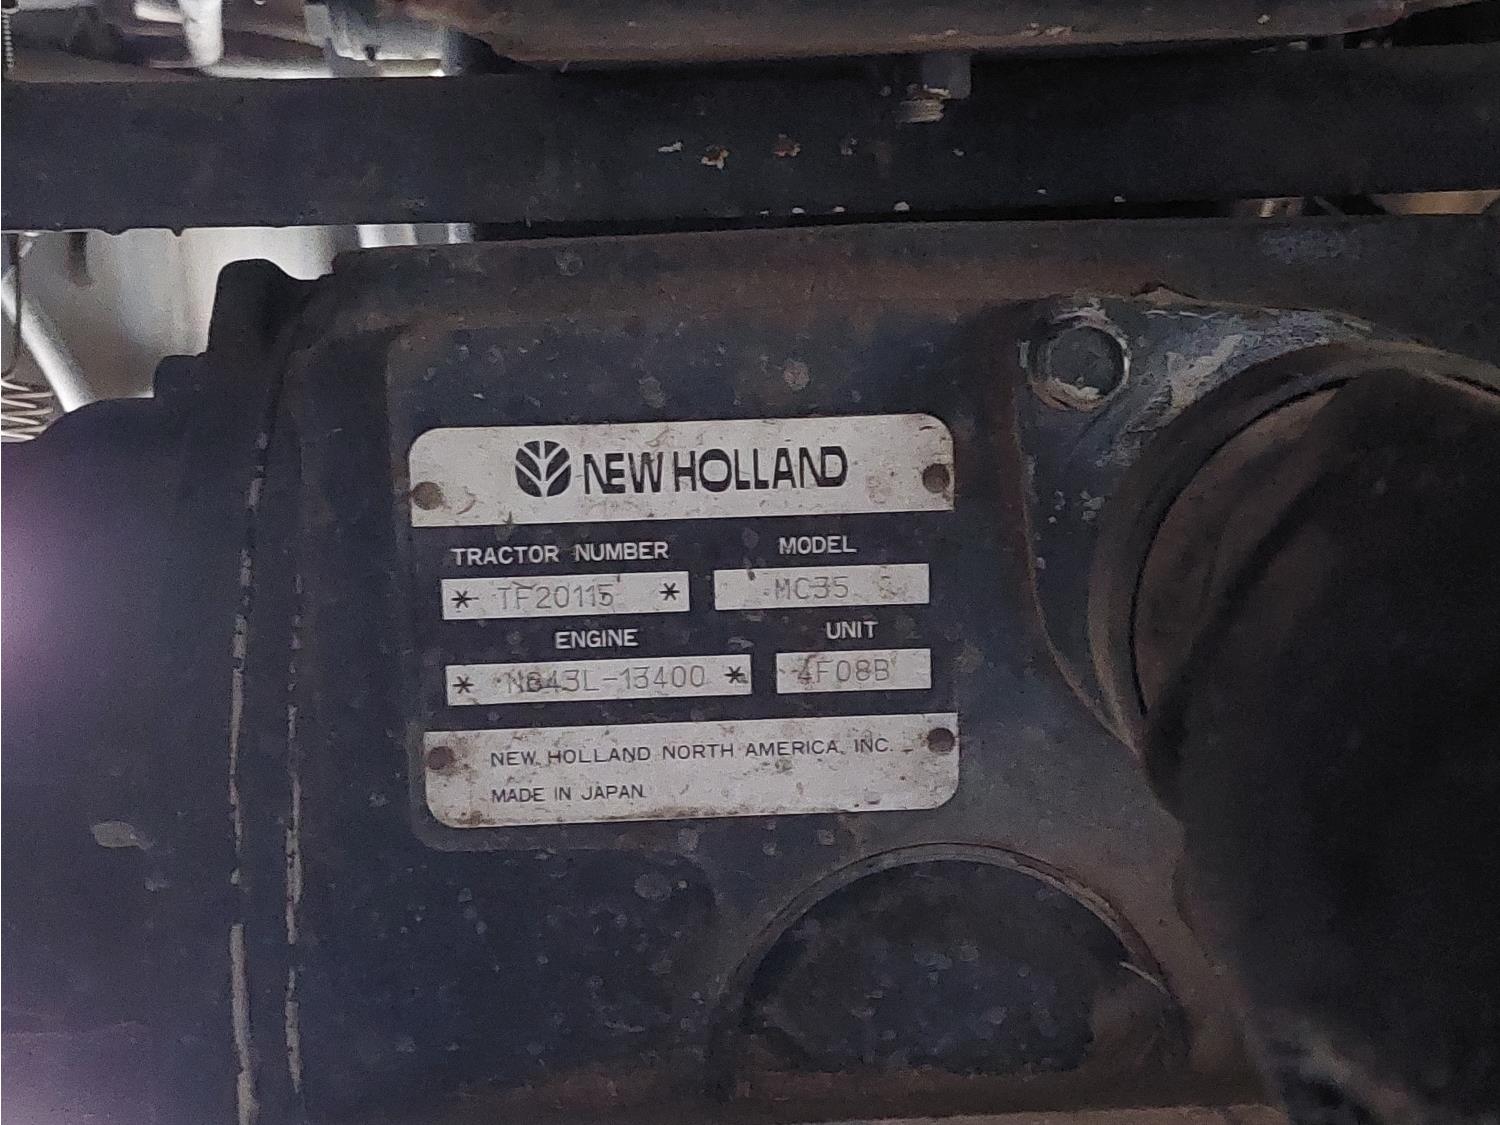 NEW HOLLAND
TRACTOR NUMBER MODEL
* TF20115 * MC35
ENGINE UNIT
* N843L-13400 * 4F08B
NEW HOLLAND NORTH AMERICA, INC.
MADE IN JAPAN